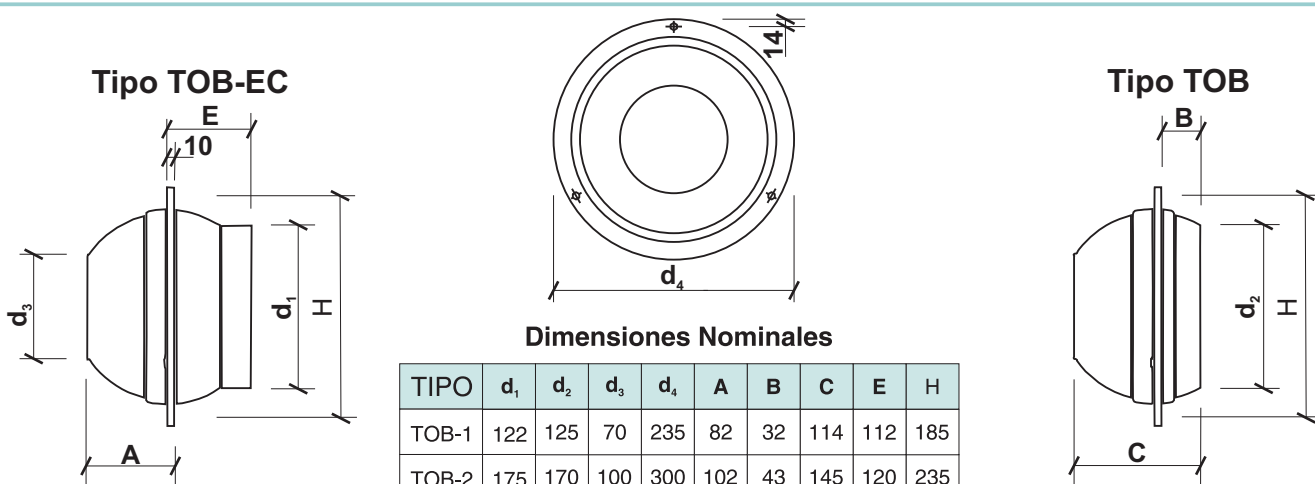 14
Tipo TOB-EC
E
10
d₃
d₁
H
A
d₄
Tipo TOB
B
d₂
H
C
Dimensiones Nominales
TIPO d₁ d₂ d₃ d₄ A B C E H
TOB-1 122 125 70 235 82 32 114 112 185
TOB-2 175 170 100 300 102 43 145 120 235